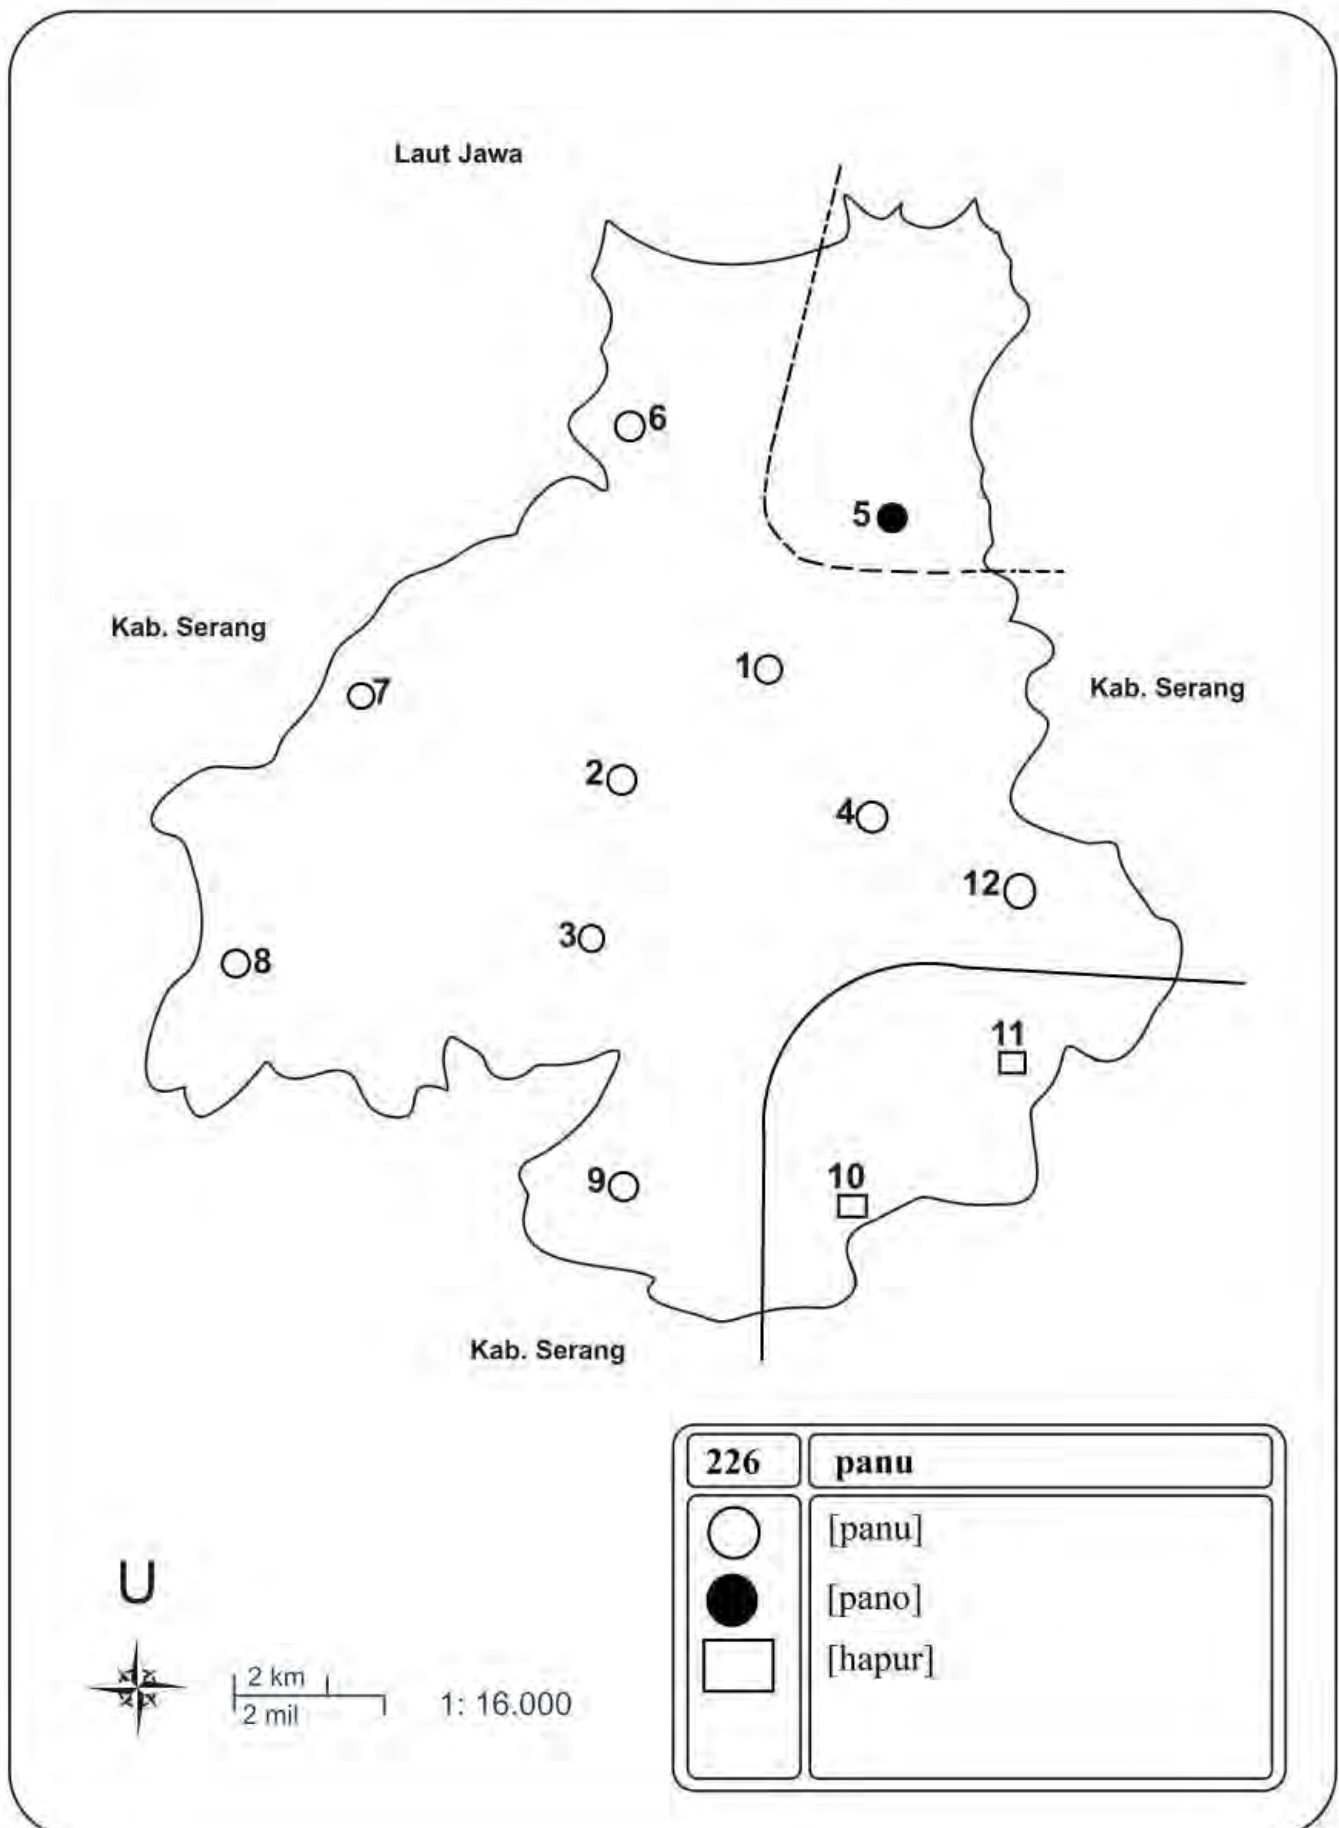 Laut Jawa
6
5
Kab. Serang
1
Kab. Serang
7
2
4
12
3
8
11
10
9
Kab. Serang
226 panu
[panu]
[pano]
[hapur]
U
2 km
2 mil
1: 16.000